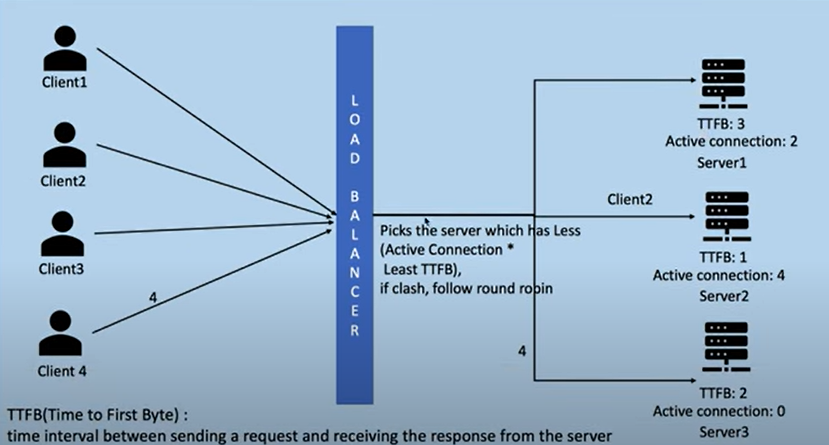 Client1
Client2
Client3
4
Client 4
LOAD BALANCER
Picks the server which has Less
(Active Connection *
Least TTFB),
if clash, follow round robin
Client2
4
TTFB: 3
Active connection: 2
Server1
TTFB: 1
Active connection: 4
Server2
TTFB: 2
Active connection: 0
Server3
TTFB(Time to First Byte) :
time interval between sending a request and receiving the response from the server